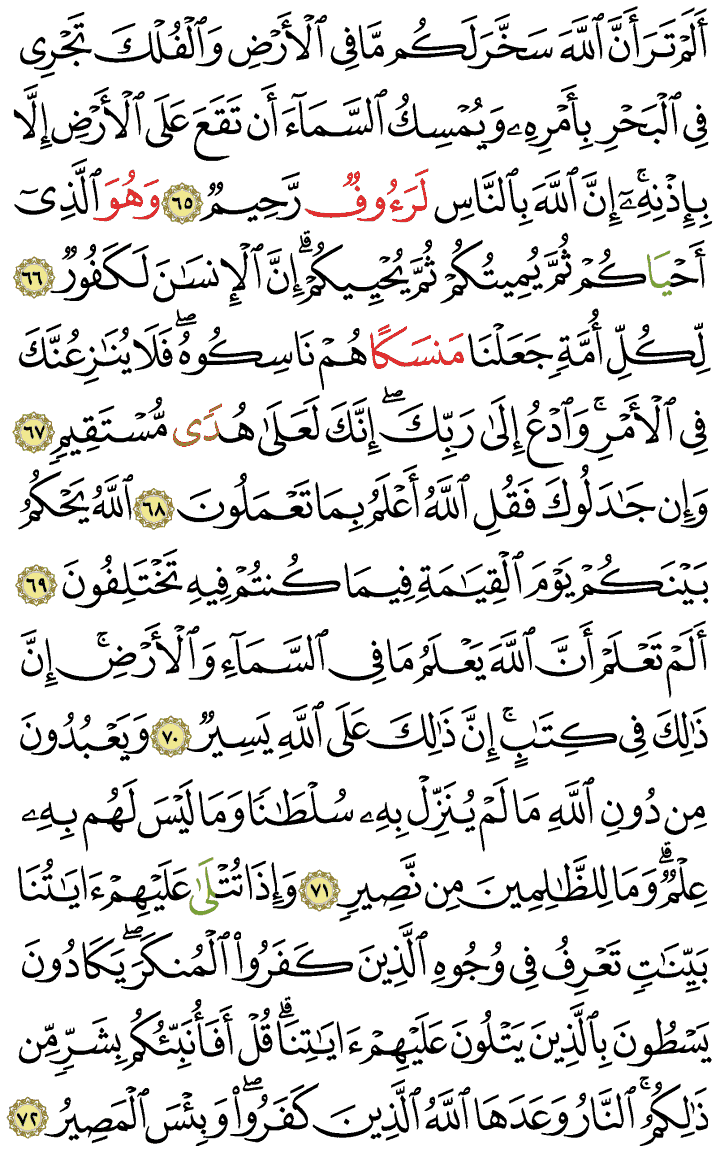 أَلَمْ تَرَ أَنَّ ٱللَّهَ سَخَّرَ لَكُم مَّا فِى ٱلْأَرْضِ وَٱلْفُلْكَ تَجْرِى
فِى ٱلْبَحْرِ بِأَمْرِهِۦ وَيُمْسِكُ ٱلسَّمَآءَ أَن تَقَعَ عَلَى ٱلْأَرْضِ إِلَّا
بِإِذْنِهِۦٓ ۚ إِنَّ ٱللَّهَ بِٱلنَّاسِ لَرَءُوفٌ رَّحِيمٌ ٦٥ وَهُوَ ٱلَّذِىٓ
أَحْيَاكُمْ ثُمَّ يُمِيتُكُمْ ثُمَّ يُحْيِيكُمْ ۗ إِنَّ ٱلْإِنسَـٰنَ لَكَفُورٌ ٦٦
لِّكُلِّ أُمَّةٍ جَعَلْنَا مَنسَكًا هُمْ نَاسِكُوهُ ۖ فَلَا يُنَـٰزِعُنَّكَ
فِى ٱلْأَمْرِ ۚ وَٱدْعُ إِلَىٰ رَبِّكَ ۖ إِنَّكَ لَعَلَىٰ هُدًى مُّسْتَقِيمٍ ٦٧
وَإِن جَـٰدَلُوكَ فَقُلِ ٱللَّهُ أَعْلَمُ بِمَا تَعْمَلُونَ ٦٨ ٱللَّهُ يَحْكُمُ
بَيْنَكُمْ يَوْمَ ٱلْقِيَـٰمَةِ فِيمَا كُنتُمْ فِيهِ تَخْتَلِفُونَ ٦٩
أَلَمْ تَعْلَمْ أَنَّ ٱللَّهَ يَعْلَمُ مَا فِى ٱلسَّمَآءِ وَٱلْأَرْضِ ۚ إِنَّ
ذَٰلِكَ فِى كِتَـٰبٍ ۚ إِنَّ ذَٰلِكَ عَلَى ٱللَّهِ يَسِيرٌ ٧٠ وَيَعْبُدُونَ
مِن دُونِ ٱللَّهِ مَا لَمْ يُنَزِّلْ بِهِۦ سُلْطَـٰنًا وَمَا لَيْسَ لَهُم بِهِۦ
عِلْمٌ ۗ وَمَا لِلظَّـٰلِمِينَ مِن نَّصِيرٍ ٧١ وَإِذَا تُتْلَىٰ عَلَيْهِمْ ءَايَـٰتُنَا
بَيِّنَـٰتٍ تَعْرِفُ فِى وُجُوهِ ٱلَّذِينَ كَفَرُوا۟ ٱلْمُنكَرَ ۖ يَكَادُونَ
يَسْطُونَ بِٱلَّذِينَ يَتْلُونَ عَلَيْهِمْ ءَايَـٰتِنَا ۗ قُلْ أَفَأُنَبِّئُكُم بِشَرٍّ مِّن
ذَٰلِكُمُ ۚ ٱلنَّارُ وَعَدَهَا ٱللَّهُ ٱلَّذِينَ كَفَرُوا۟ ۖ وَبِئْسَ ٱلْمَصِيرُ ٧٢